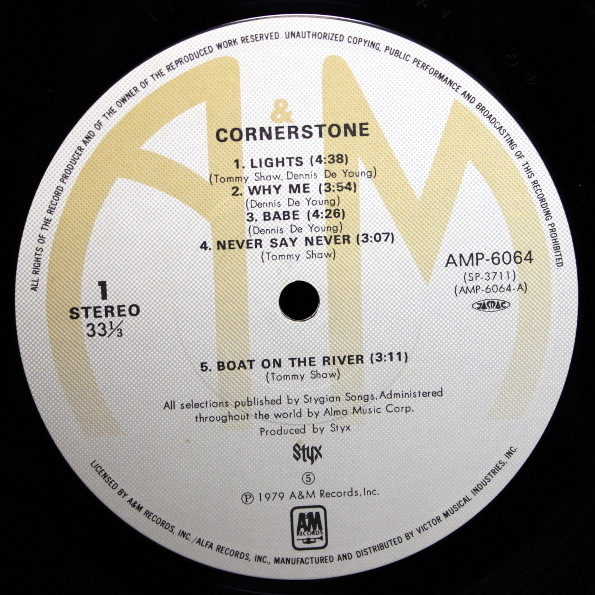 ALL RIGHTS OF THE RECORD PRODUCER AND OF THE OWNER OF THE REPRODUCED WORK RESERVED. UNAUTHORIZED COPYING, PUBLIC PERFORMANCE AND BROADCASTING OF THIS RECORDING PROHIBITED.
A&M
CORNERSTONE
1. LIGHTS (4:38)
(Tommy Shaw, Dennis De Young)
2. WHY ME (3:54)
(Dennis De Young)
3. BABE (4:26)
(Dennis De Young)
4. NEVER SAY NEVER (3:07)
(Tommy Shaw)
AMP-6064
(SP-3711)
(AMP-6064-A)
JASRAC
1
STEREO
33⅓
5. BOAT ON THE RIVER (3:11)
(Tommy Shaw)
All selections published by Stygian Songs. Administered
throughout the world by Almo Music Corp.
Produced by Styx
Styx
⑤
℗ 1979 A&M Records, Inc.
A&M
RECORDS
LICENSED BY A&M RECORDS, INC./ALFA RECORDS, INC., MANUFACTURED AND DISTRIBUTED BY VICTOR MUSICAL INDUSTRIES, INC.